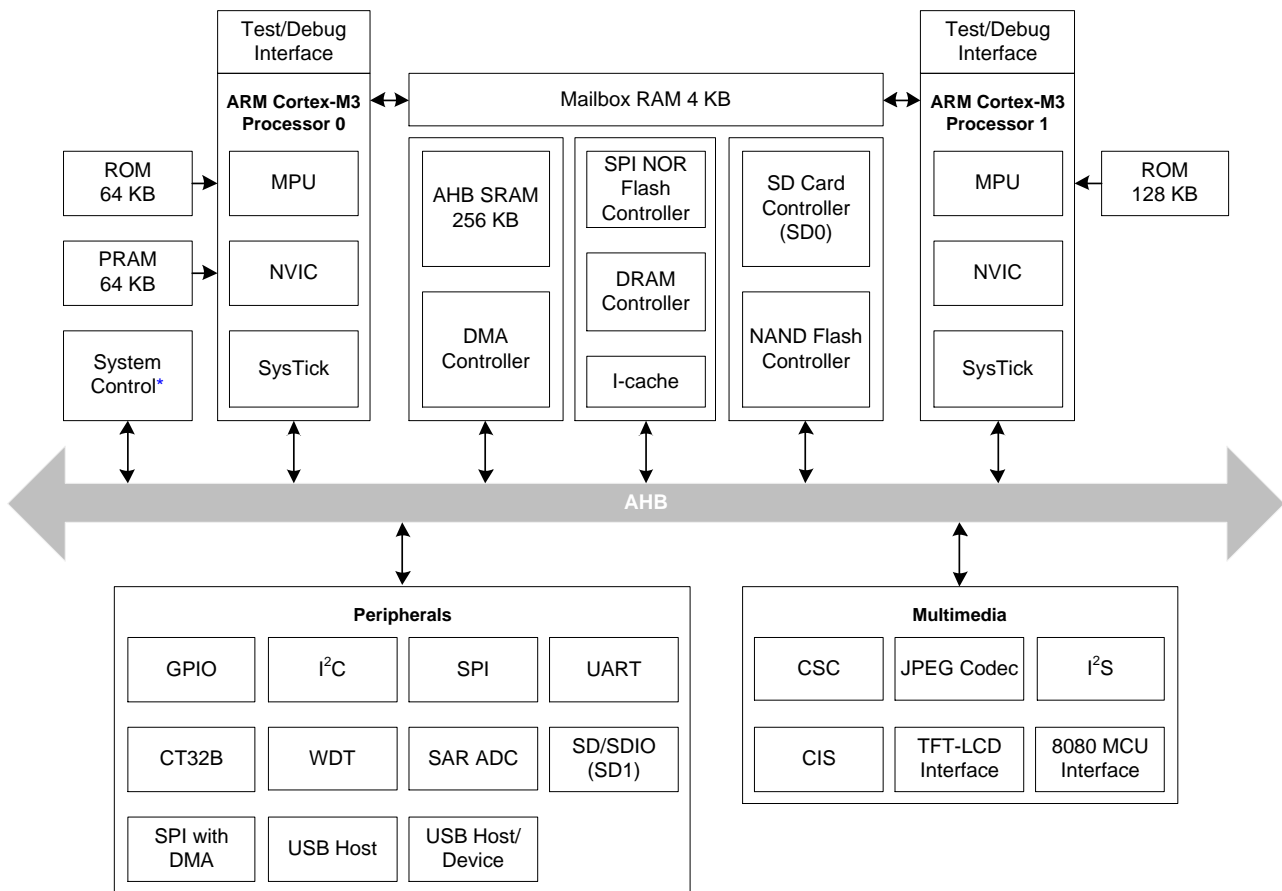 Test/Debug
Interface
Test/Debug
Interface
ARM Cortex-M3
Processor 0
Mailbox RAM 4 KB
ARM Cortex-M3
Processor 1
ROM
64 KB
MPU
AHB SRAM
256 KB
SPI NOR
Flash
Controller
SD Card
Controller
(SD0)
MPU
ROM
128 KB
PRAM
64 KB
NVIC
DRAM
Controller
NVIC
System
Control*
SysTick
DMA
Controller
I-cache
NAND Flash
Controller
SysTick
AHB
Peripherals
GPIO
I²C
SPI
UART
CT32B
WDT
SAR ADC
SD/SDIO
(SD1)
SPI with
DMA
USB Host
USB Host/
Device
Multimedia
CSC
JPEG Codec
I²S
CIS
TFT-LCD
Interface
8080 MCU
Interface